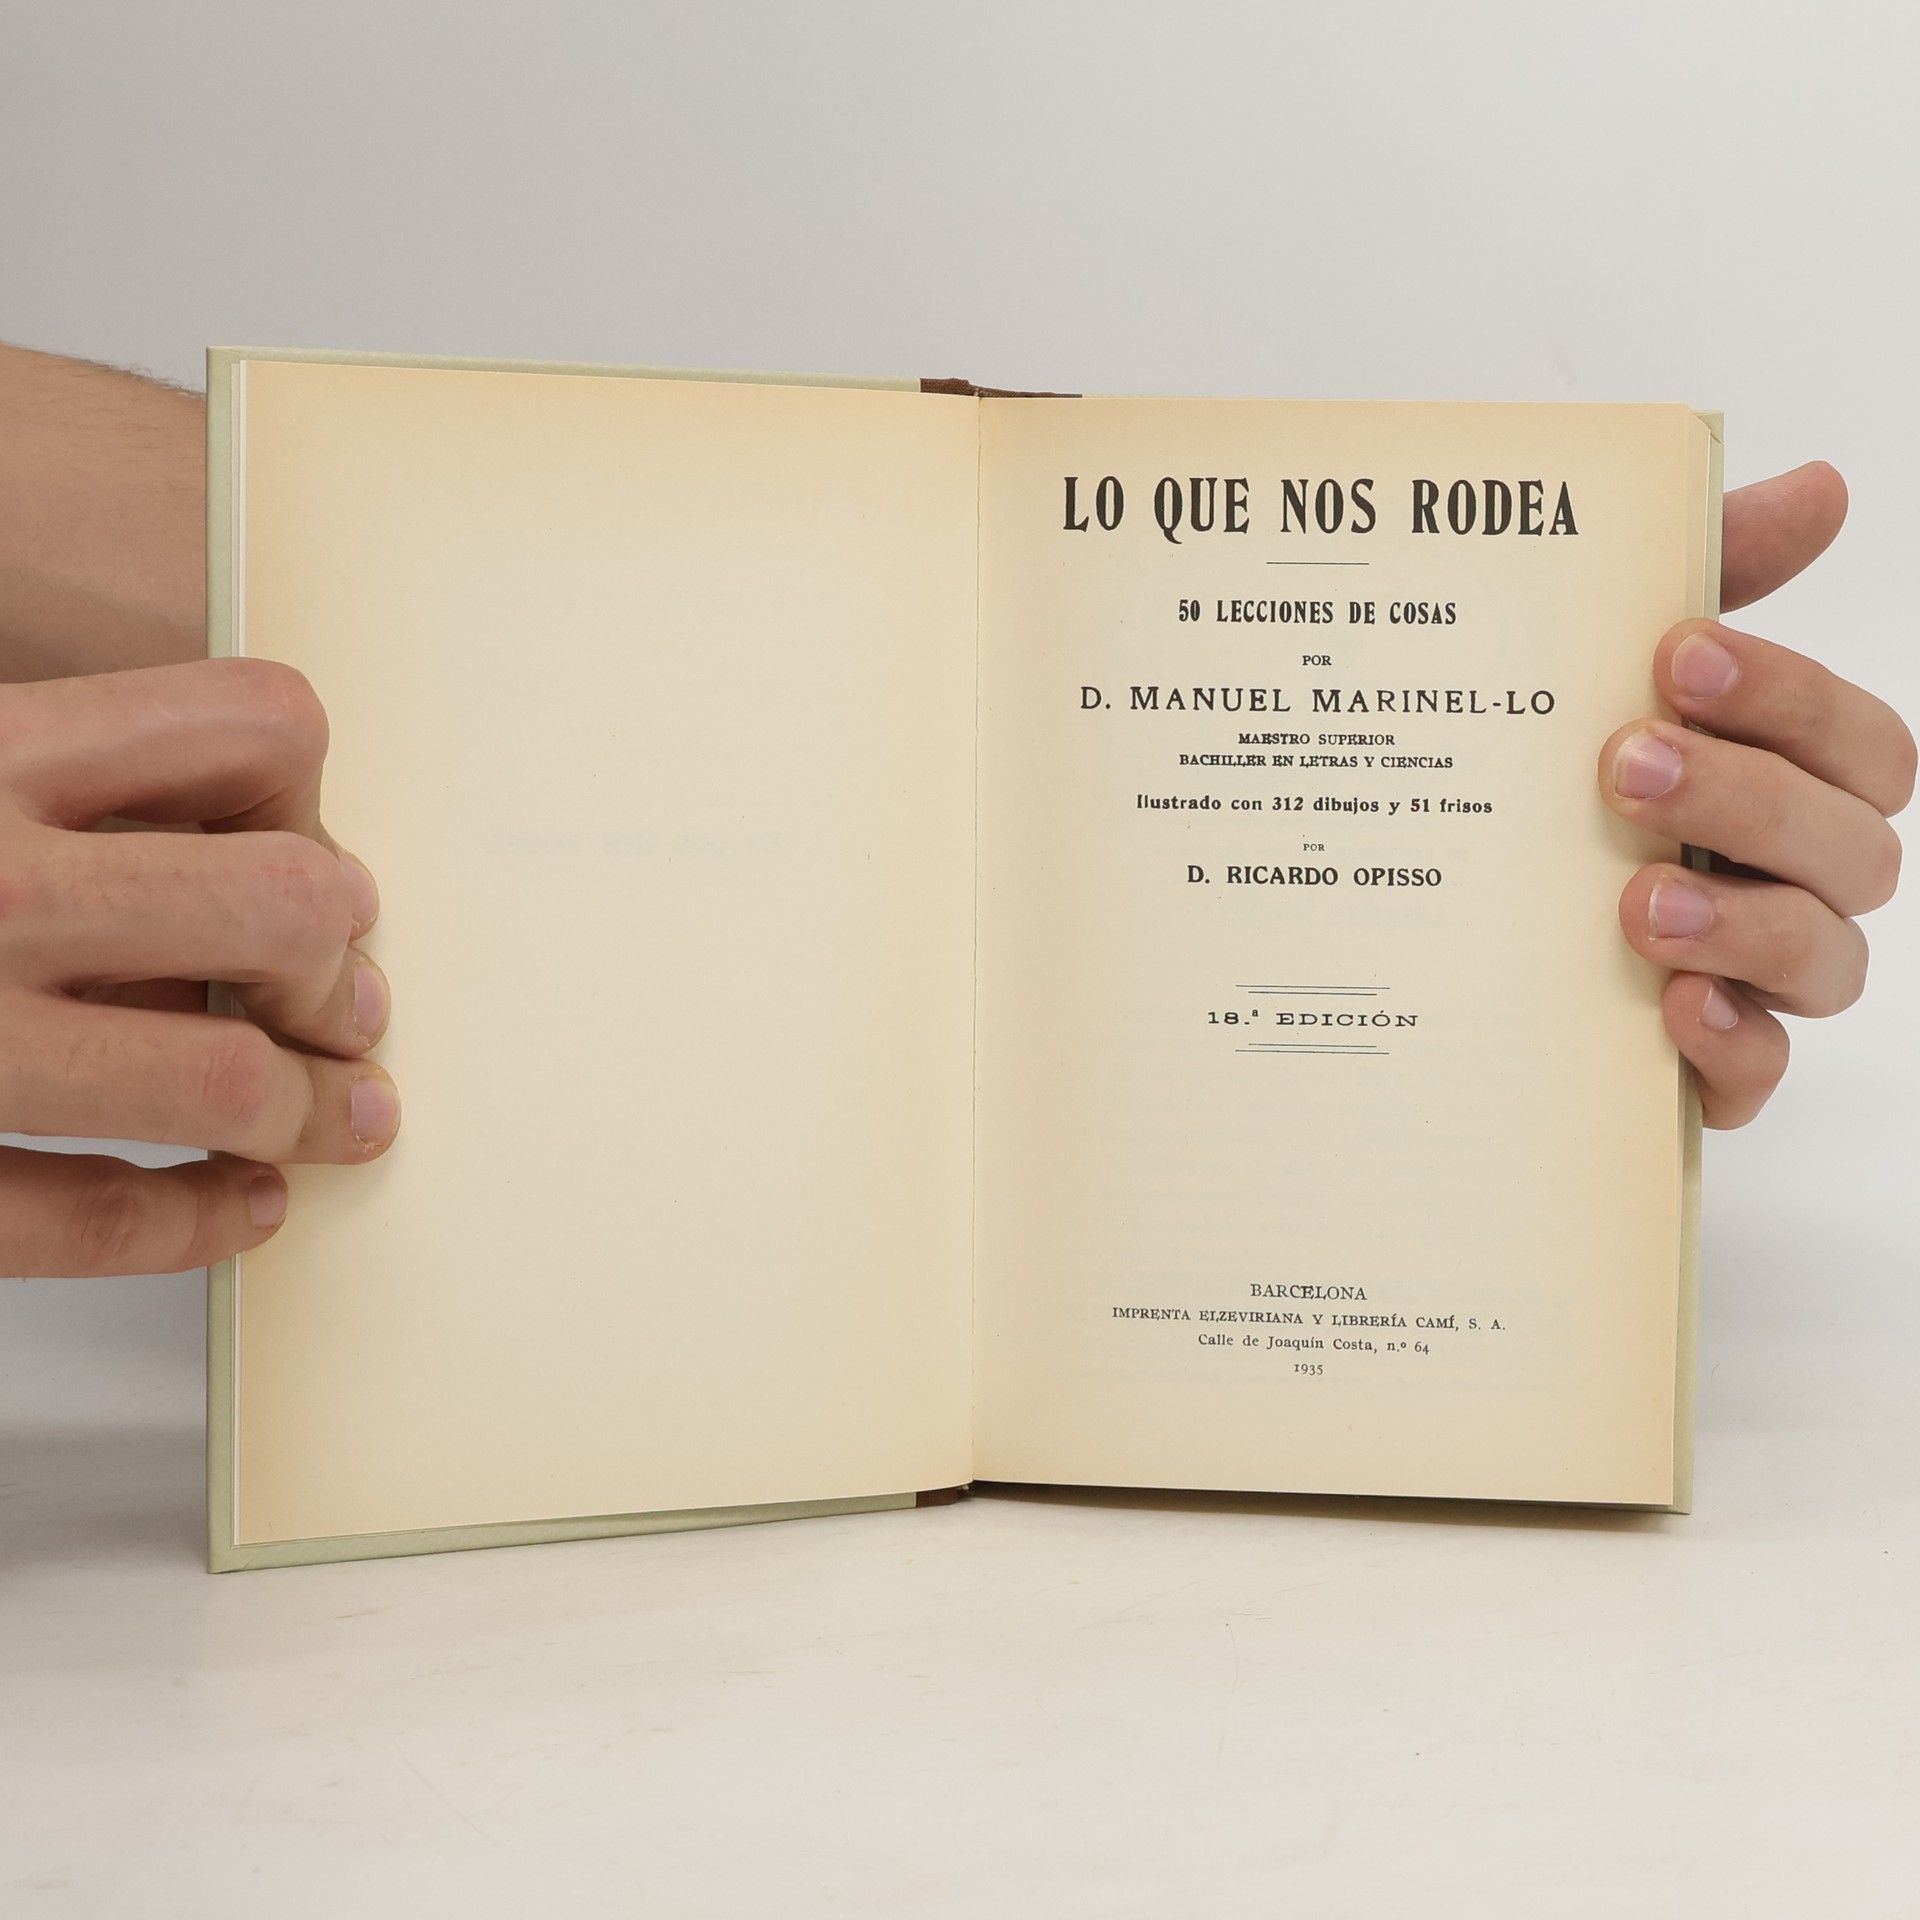 LO QUE NOS RODEA
50 LECCIONES DE COSAS
POR
D. MANUEL MARINEL-LO
MAESTRO SUPERIOR
BACHILLER EN LETRAS Y CIENCIAS
Ilustrado con 312 dibujos y 51 frisos
POR
D. RICARDO OPISSO
18.ª EDICIÓN
BARCELONA
IMPRENTA ELZEVIRIANA Y LIBRERÍA CAMÍ, S. A.
Calle de Joaquín Costa, n.º 64
1935